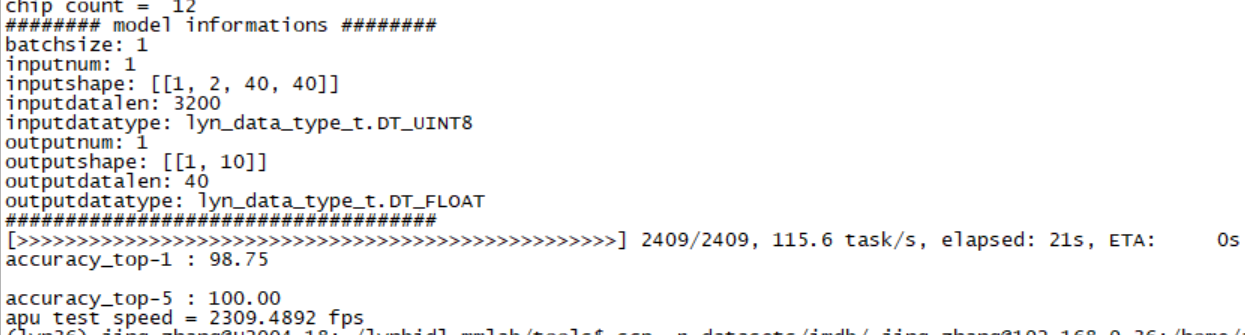 chip count =  12
######## model informations ########
batchsize: 1
inputnum: 1
inputshape: [[1, 2, 40, 40]]
inputdatalen: 3200
inputdatatype: lyn_data_type_t.DT_UINT8
outputnum: 1
outputshape: [[1, 10]]
outputdatalen: 40
outputdatatype: lyn_data_type_t.DT_FLOAT
####################################
[>>>>>>>>>>>>>>>>>>>>>>>>>>>>>>>>>>>>>>>>>>>>>>>>>>] 2409/2409, 115.6 task/s, elapsed: 21s, ETA:     0s
accuracy_top-1 : 98.75
accuracy_top-5 : 100.00
apu test speed = 2309.4892 fps